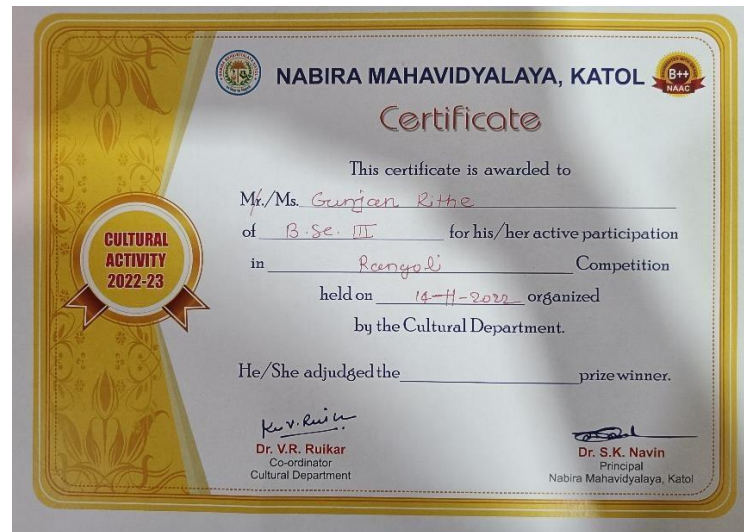 NABIRA MAHAVIDYALAYA, KATOL
B++
NAAC
Certificate
This certificate is awarded to
Mr./Ms. Gunjan Rithe
of B.Sc. III for his/her active participation
in Rangoli Competition
held on 14-11-2022 organized
by the Cultural Department.
He/She adjudged the prize winner.
CULTURAL
ACTIVITY
2022-23
Dr. V.R. Ruikar
Co-ordinator
Cultural Department
Dr. S.K. Navin
Principal
Nabira Mahavidyalaya, Katol